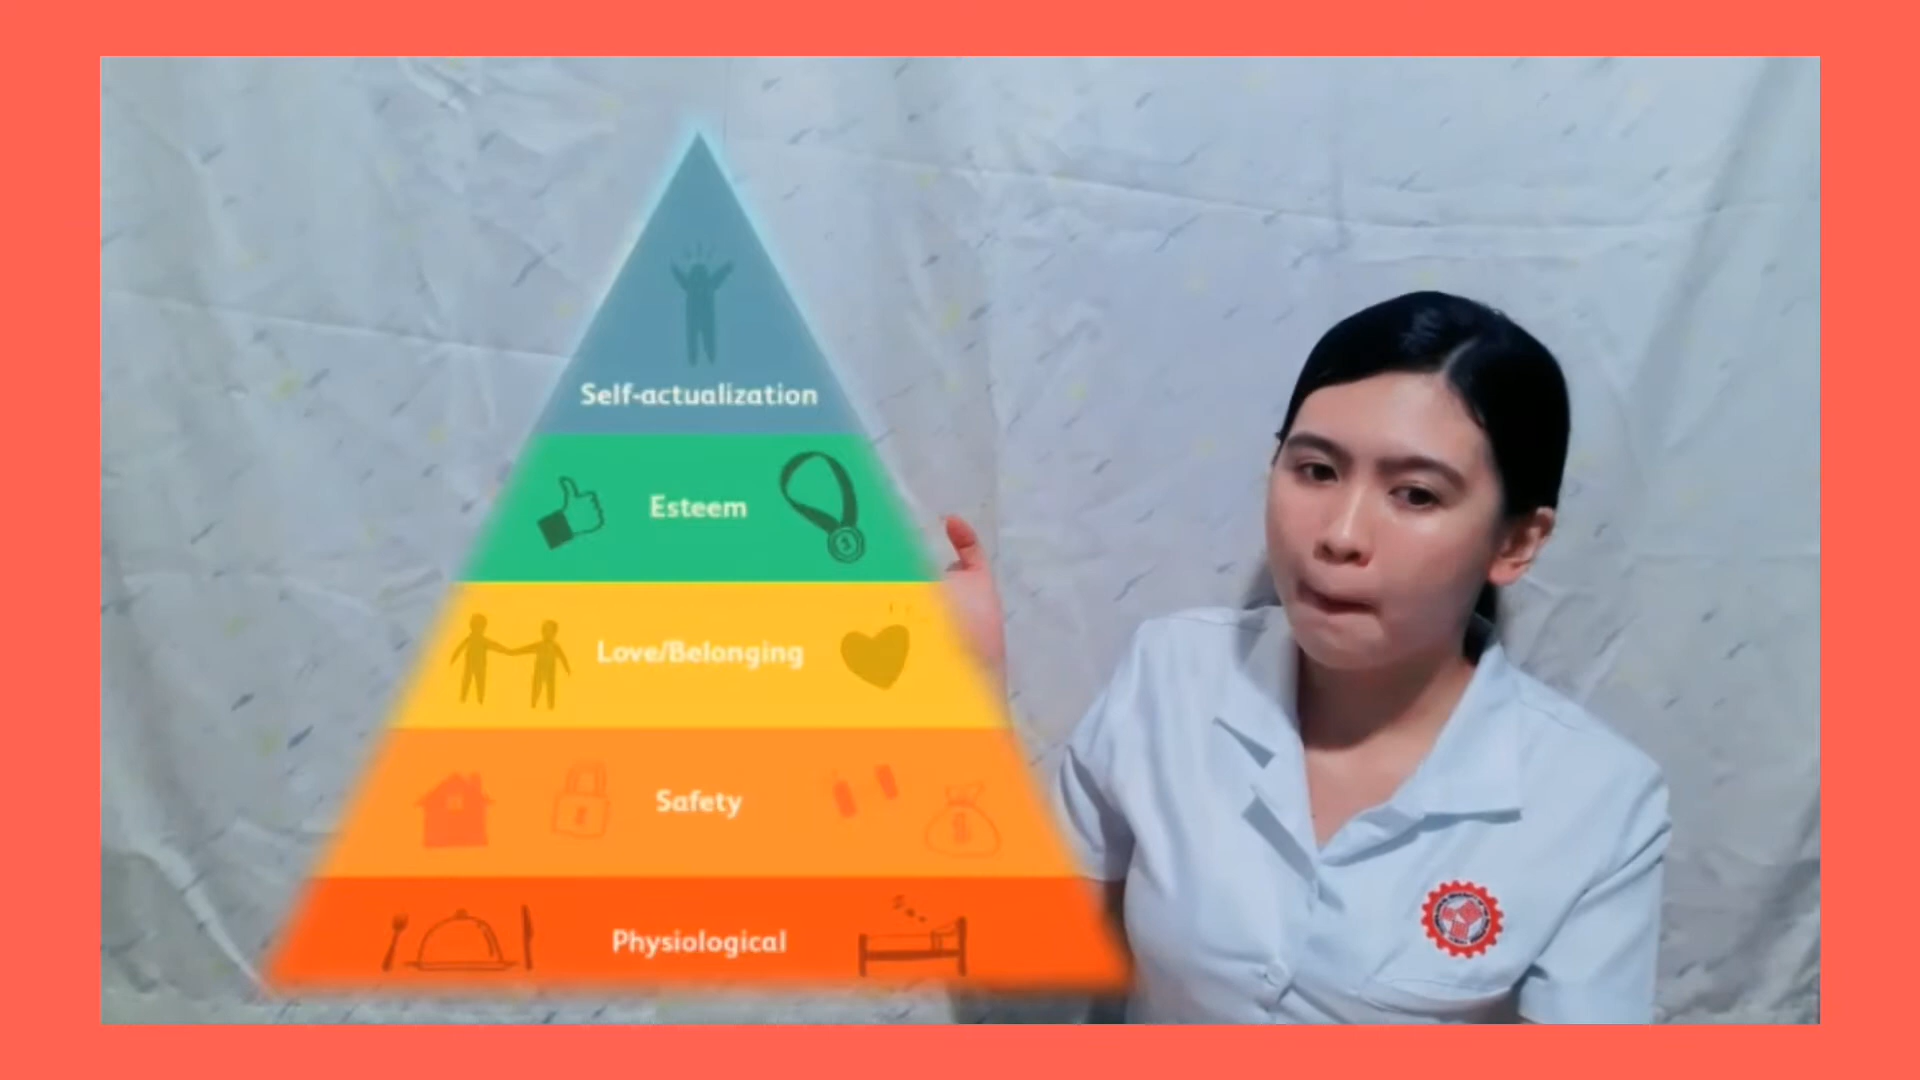 Self-actualization
Esteem
Love/Belonging
Safety
Physiological